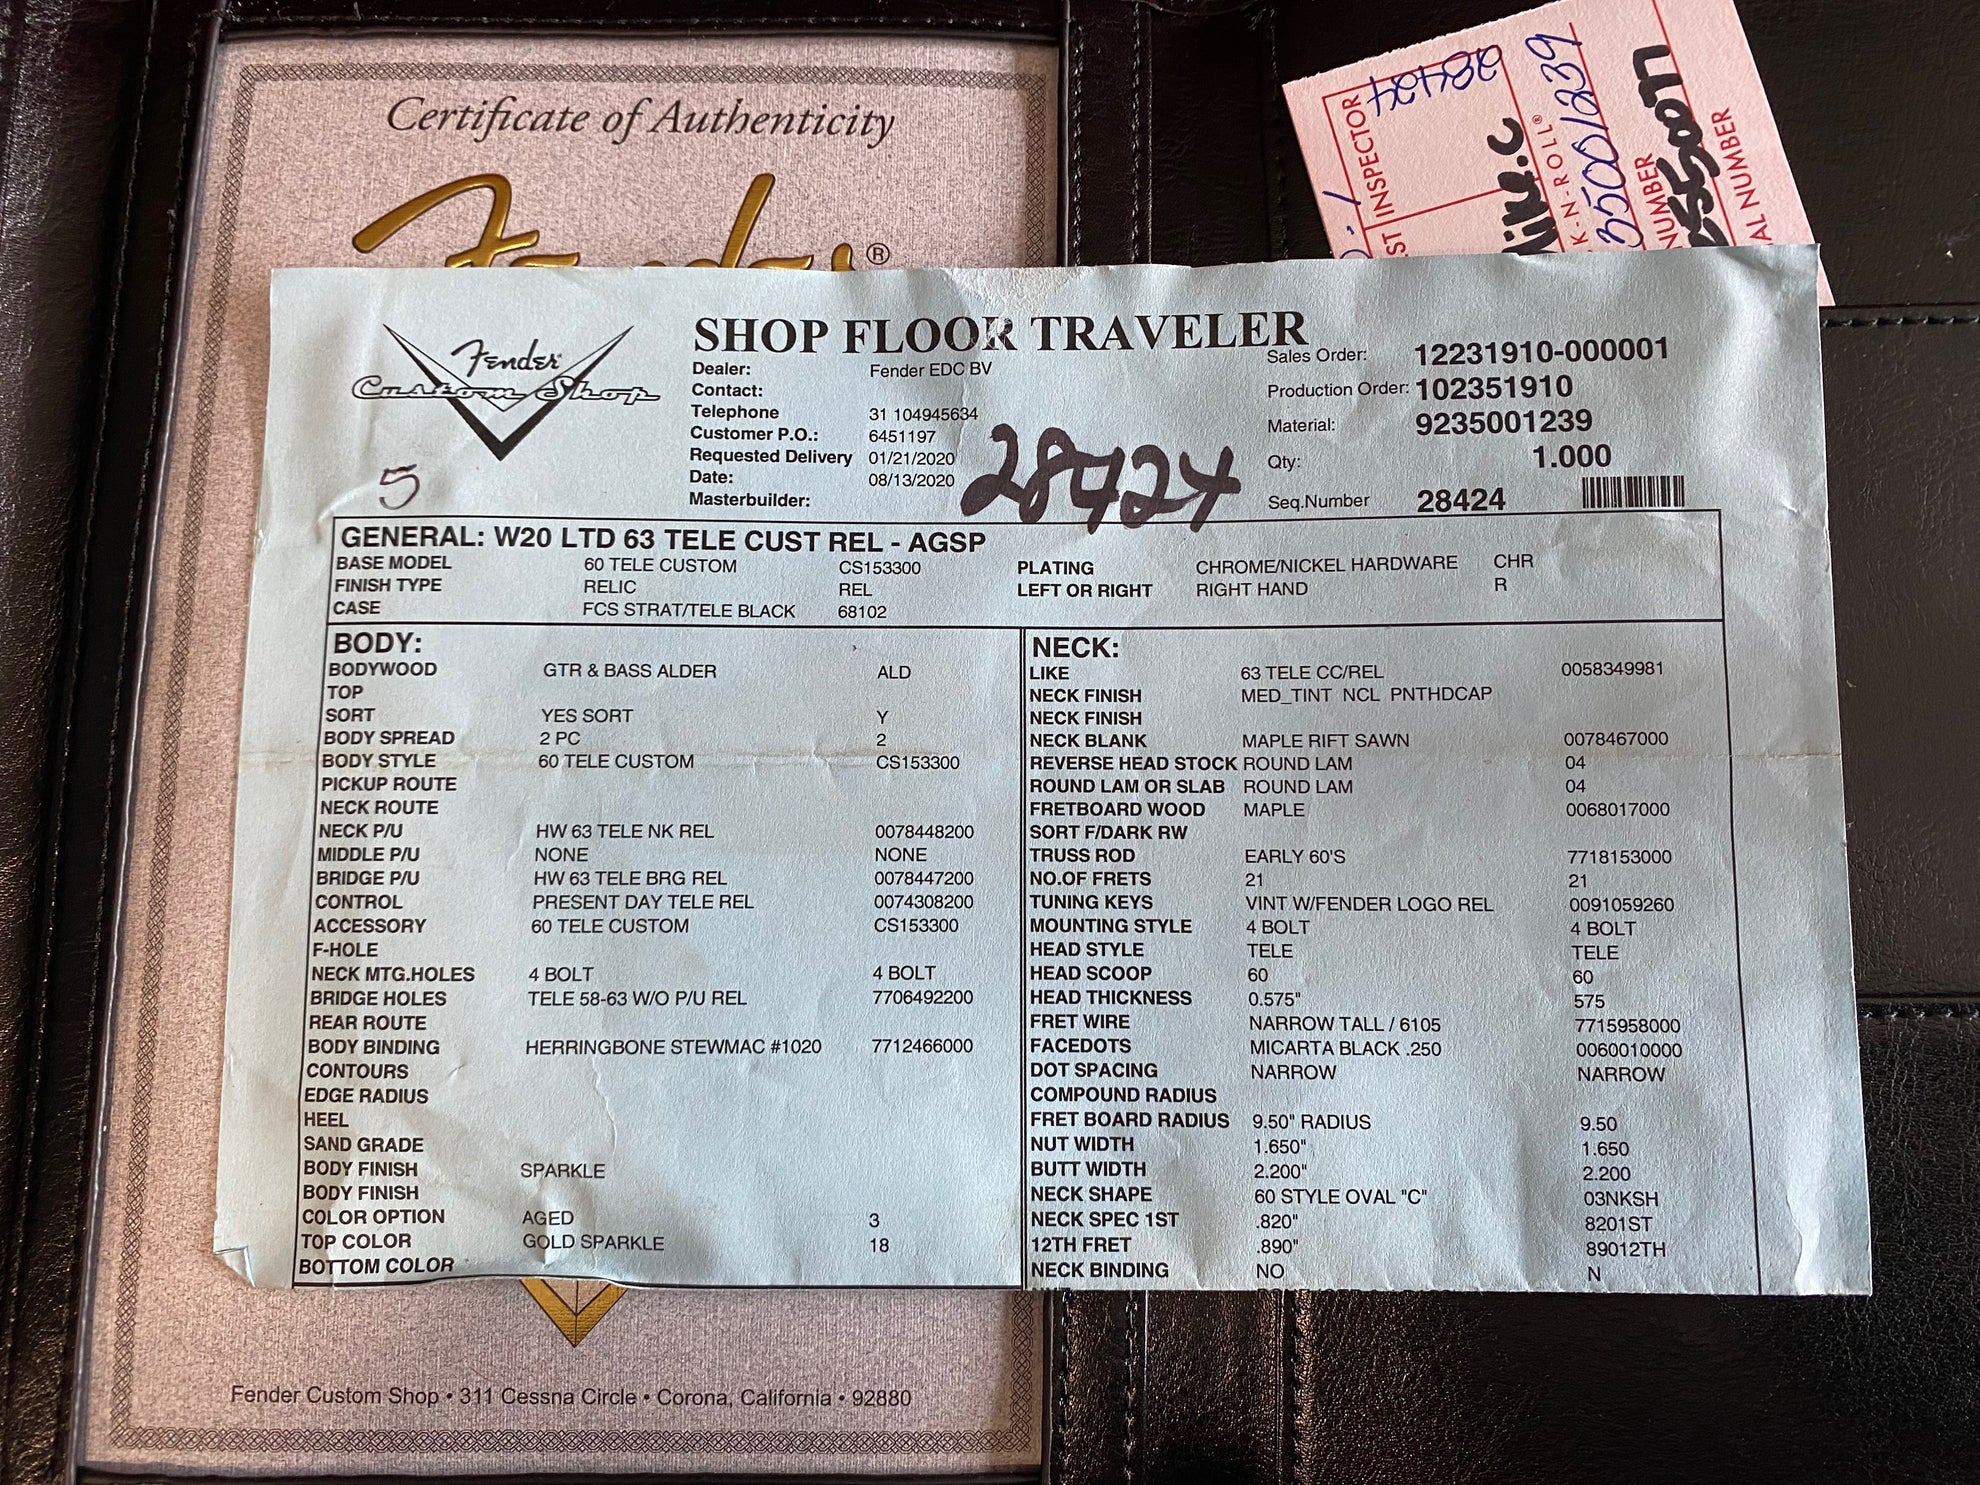 Certificate of Authenticity
Fender®
28424
INSPECTOR
K-N-ROLL®
35001239
NUMBER
NUMBER
Fender
Custom Shop
5
SHOP FLOOR TRAVELER
Dealer: Fender EDC BV
Contact:
Telephone 31 104945634
Customer P.O.: 6451197
Requested Delivery 01/21/2020
Date: 08/13/2020
Masterbuilder:
28424
Sales Order: 12231910-000001
Production Order: 102351910
Material: 9235001239
Qty: 1.000
Seq.Number 28424
GENERAL: W20 LTD 63 TELE CUST REL - AGSP
BASE MODEL 60 TELE CUSTOM CS153300 PLATING CHROME/NICKEL HARDWARE CHR
FINISH TYPE RELIC REL LEFT OR RIGHT RIGHT HAND R
CASE FCS STRAT/TELE BLACK 68102
BODY:
BODYWOOD GTR & BASS ALDER ALD
TOP
SORT YES SORT Y
BODY SPREAD 2 PC 2
BODY STYLE 60 TELE CUSTOM CS153300
PICKUP ROUTE
NECK ROUTE
NECK P/U HW 63 TELE NK REL 0078448200
MIDDLE P/U NONE NONE
BRIDGE P/U HW 63 TELE BRG REL 0078447200
CONTROL PRESENT DAY TELE REL 0074308200
ACCESSORY 60 TELE CUSTOM CS153300
F-HOLE
NECK MTG.HOLES 4 BOLT 4 BOLT
BRIDGE HOLES TELE 58-63 W/O P/U REL 7706492200
REAR ROUTE
BODY BINDING HERRINGBONE STEWMAC #1020 7712466000
CONTOURS
EDGE RADIUS
HEEL
SAND GRADE
BODY FINISH SPARKLE
BODY FINISH
COLOR OPTION AGED 3
TOP COLOR GOLD SPARKLE 18
BOTTOM COLOR
NECK:
LIKE 63 TELE CC/REL 0058349981
NECK FINISH MED_TINT NCL PNTHDCAP
NECK FINISH
NECK BLANK MAPLE RIFT SAWN 0078467000
REVERSE HEAD STOCK ROUND LAM 04
ROUND LAM OR SLAB ROUND LAM 04
FRETBOARD WOOD MAPLE 0068017000
SORT F/DARK RW
TRUSS ROD EARLY 60'S 7718153000
NO.OF FRETS 21 21
TUNING KEYS VINT W/FENDER LOGO REL 0091059260
MOUNTING STYLE 4 BOLT 4 BOLT
HEAD STYLE TELE TELE
HEAD SCOOP 60 60
HEAD THICKNESS 0.575" 575
FRET WIRE NARROW TALL / 6105 7715958000
FACEDOTS MICARTA BLACK .250 0060010000
DOT SPACING NARROW NARROW
COMPOUND RADIUS
FRET BOARD RADIUS 9.50" RADIUS 9.50
NUT WIDTH 1.650" 1.650
BUTT WIDTH 2.200" 2.200
NECK SHAPE 60 STYLE OVAL "C" 03NKSH
NECK SPEC 1ST .820" 8201ST
12TH FRET .890" 89012TH
NECK BINDING NO N
Fender Custom Shop • 311 Cessna Circle • Corona, California • 92880